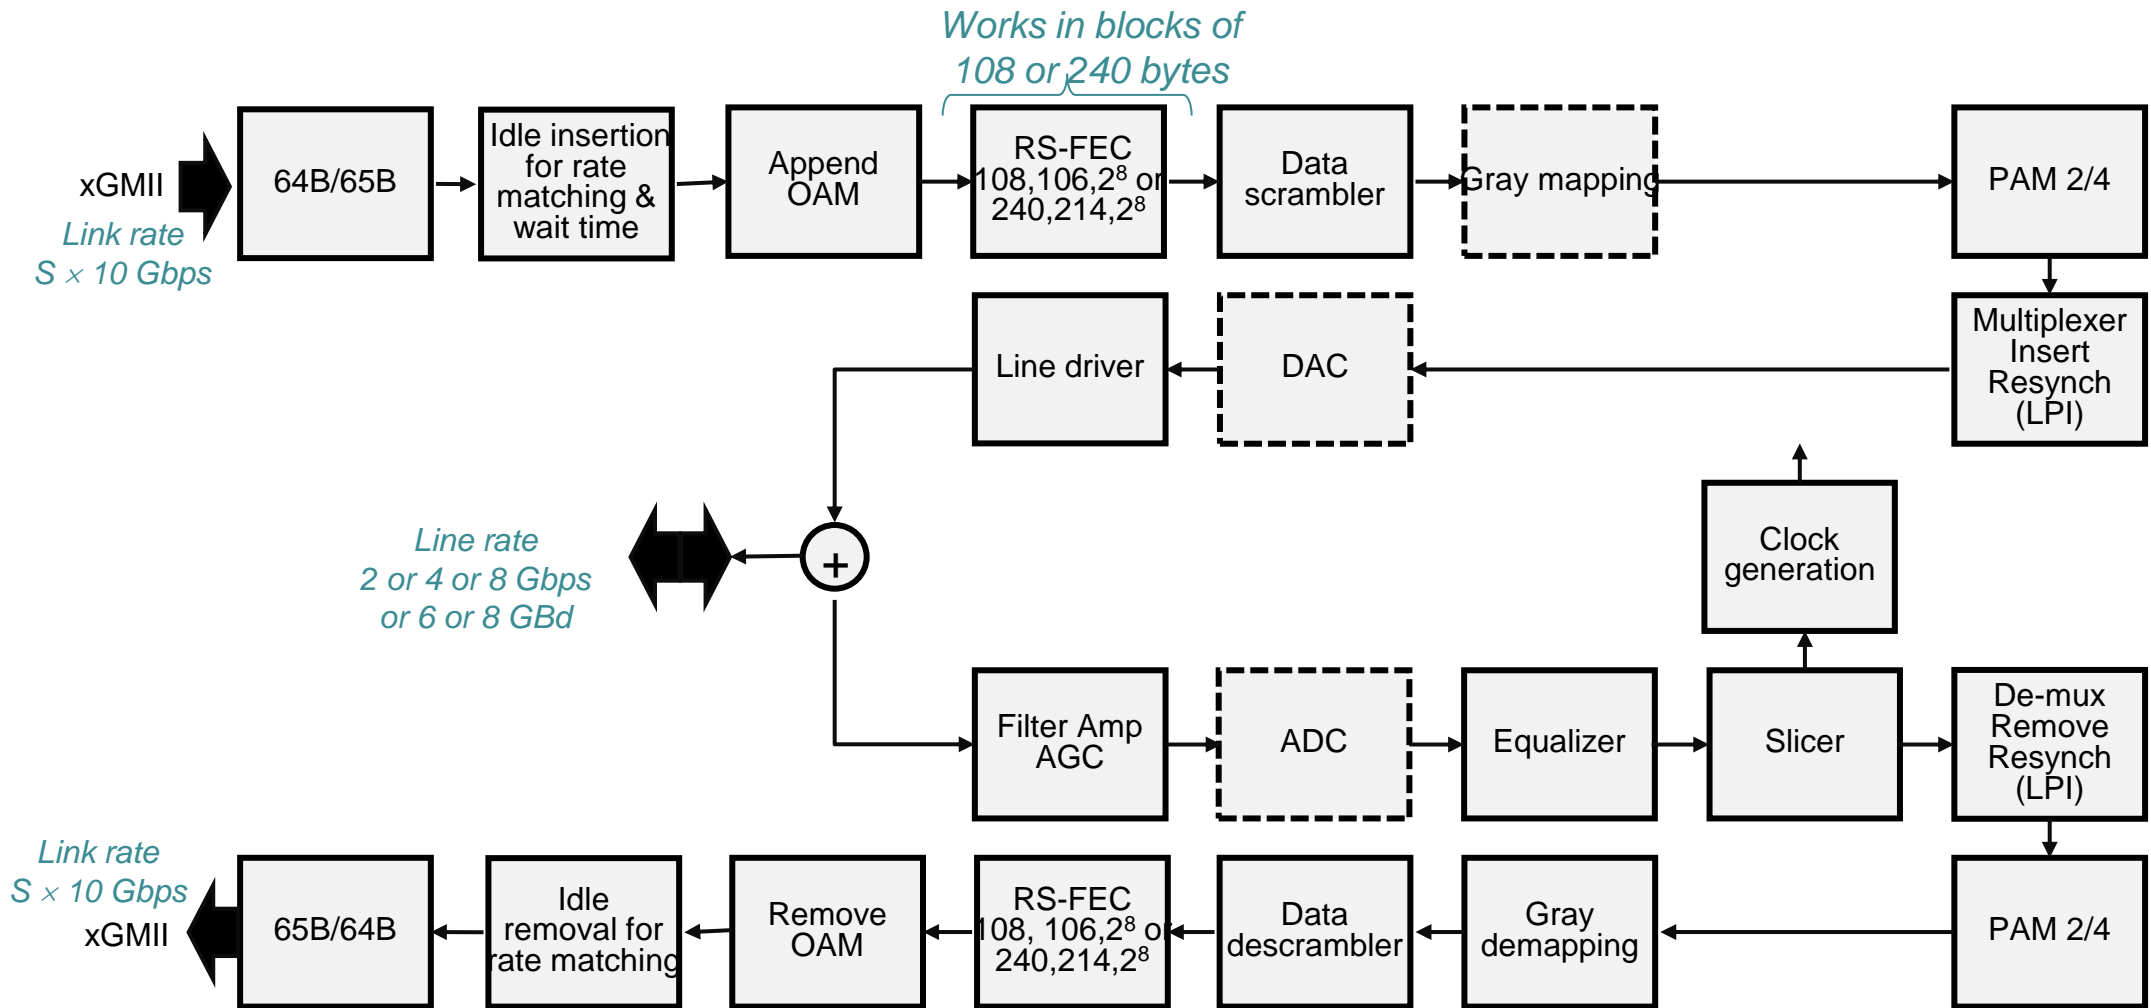 Works in blocks of
108 or 240 bytes
xGMII
Link rate
S × 10 Gbps
64B/65B
Idle insertion
for rate
matching &
wait time
Append
OAM
RS-FEC
108,106,2⁸ or
240,214,2⁸
Data
scrambler
Gray mapping
PAM 2/4
Line driver
DAC
Multiplexer
Insert
Resynch
(LPI)
Line rate
2 or 4 or 8 Gbps
or 6 or 8 GBd
+
Clock
generation
Filter Amp
AGC
ADC
Equalizer
Slicer
De-mux
Remove
Resynch
(LPI)
Link rate
S × 10 Gbps
xGMII
65B/64B
Idle
removal for
rate matching
Remove
OAM
RS-FEC
108, 106,2⁸ or
240,214,2⁸
Data
descrambler
Gray
demapping
PAM 2/4